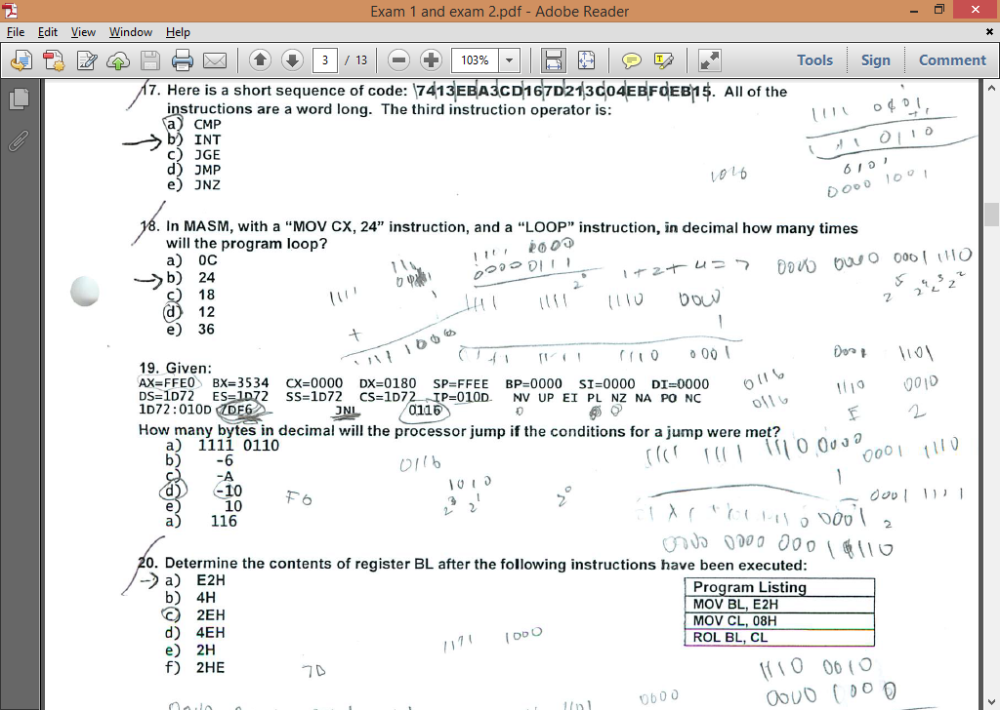 Exam 1 and exam 2.pdf - Adobe Reader
File Edit View Window Help
3 / 13 103% Tools Sign Comment
17. Here is a short sequence of code: 7413EBA3CD167D213C04EBF0EB15. All of the
instructions are a word long. The third instruction operator is:
a) CMP
b) INT
c) JGE
d) JMP
e) JNZ
1111
0110
0101
0000 1001
1016
18. In MASM, with a “MOV CX, 24” instruction, and a “LOOP” instruction, in decimal how many times
will the program loop?
a) 0C
b) 24
c) 18
d) 12
e) 36
1111
0000 0111
1+2+4=7
0000 0000 0001 1110
1111 1111 1110 0000
1
1111 1000
1110 0001
19. Given:
AX=FFE0 BX=3534 CX=0000 DX=0180 SP=FFEE BP=0000 SI=0000 DI=0000
DS=1D72 ES=1D72 SS=1D72 CS=1D72 IP=010D NV UP EI PL NZ NA PO NC
1D72:010D 7DF6 JNL 0116
0116
0116
1101
1110 0010
E 2
How many bytes in decimal will the processor jump if the conditions for a jump were met?
a) 1111 0110
b) -6
c) -A
d) -10
e) 10
a) 116
0116
1010
2³ 2¹
2⁰
F6
1111 1111 1110 0000
1
0001 1110
0001 1111
0001
0000 0000 0001 1110
20. Determine the contents of register BL after the following instructions have been executed:
a) E2H
b) 4H
c) 2EH
d) 4EH
e) 2H
f) 2HE
Program Listing
MOV BL, E2H
MOV CL, 08H
ROL BL, CL
1111 1000
7D
1110 0010
0000 1000
0000